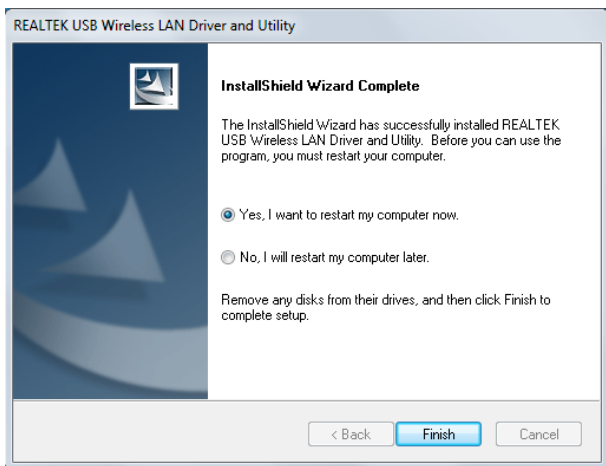 REALTEK USB Wireless LAN Driver and Utility
InstallShield Wizard Complete
The InstallShield Wizard has successfully installed REALTEK
USB Wireless LAN Driver and Utility.  Before you can use the
program, you must restart your computer.
Yes, I want to restart my computer now.
No, I will restart my computer later.
Remove any disks from their drives, and then click Finish to
complete setup.
< Back Finish Cancel